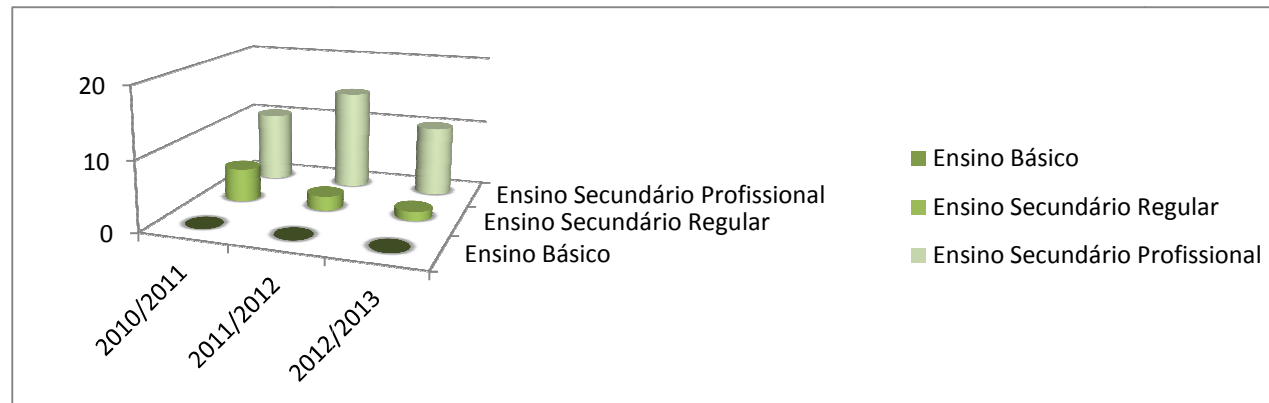 20
10
0
2010/2011
2011/2012
2012/2013
Ensino Secundário Profissional
Ensino Secundário Regular
Ensino Básico
Ensino Básico
Ensino Secundário Regular
Ensino Secundário Profissional